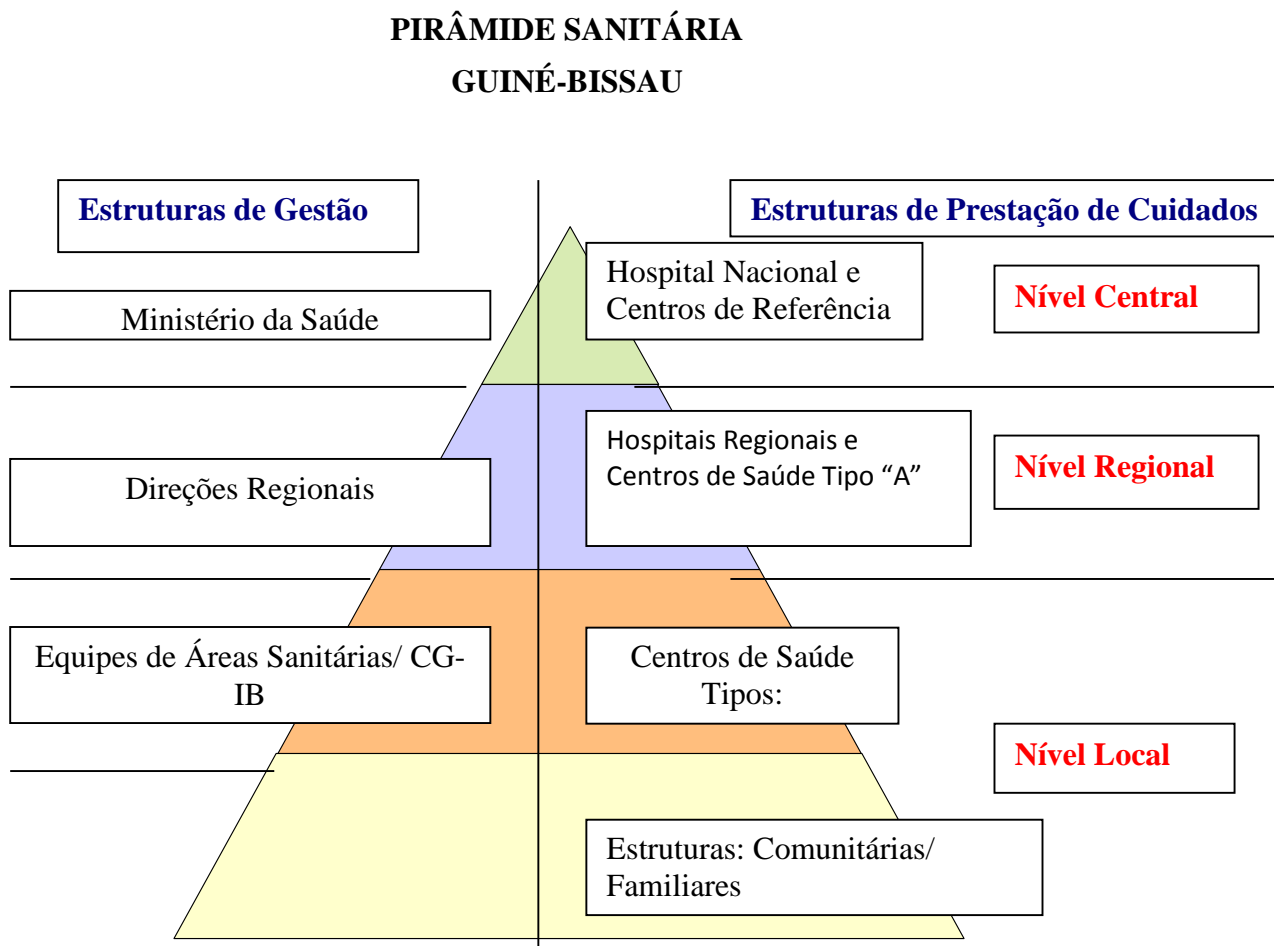 PIRÂMIDE SANITÁRIA
GUINÉ-BISSAU
Estruturas de Gestão
Estruturas de Prestação de Cuidados
Hospital Nacional e
Centros de Referência
Nível Central
Ministério da Saúde
Hospitais Regionais e
Centros de Saúde Tipo “A”
Nível Regional
Direções Regionais
Equipes de Áreas Sanitárias/ CG-
IB
Centros de Saúde
Tipos:
Nível Local
Estruturas: Comunitárias/
Familiares